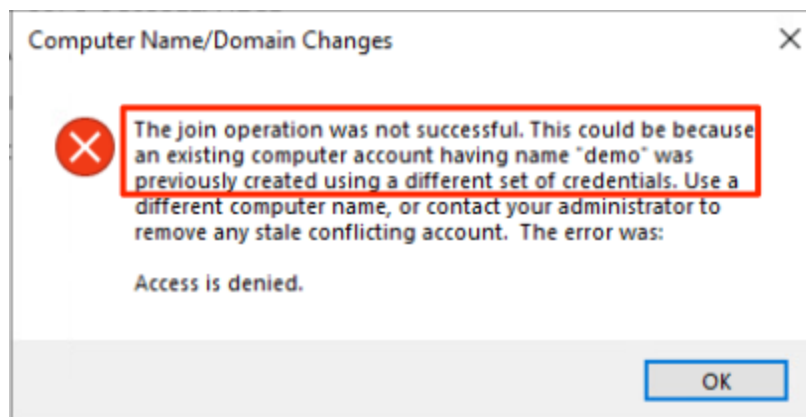 Computer Name/Domain Changes
The join operation was not successful. This could be because
an existing computer account having name "demo" was
previously created using a different set of credentials. Use a
different computer name, or contact your administrator to
remove any stale conflicting account. The error was:
Access is denied.
OK